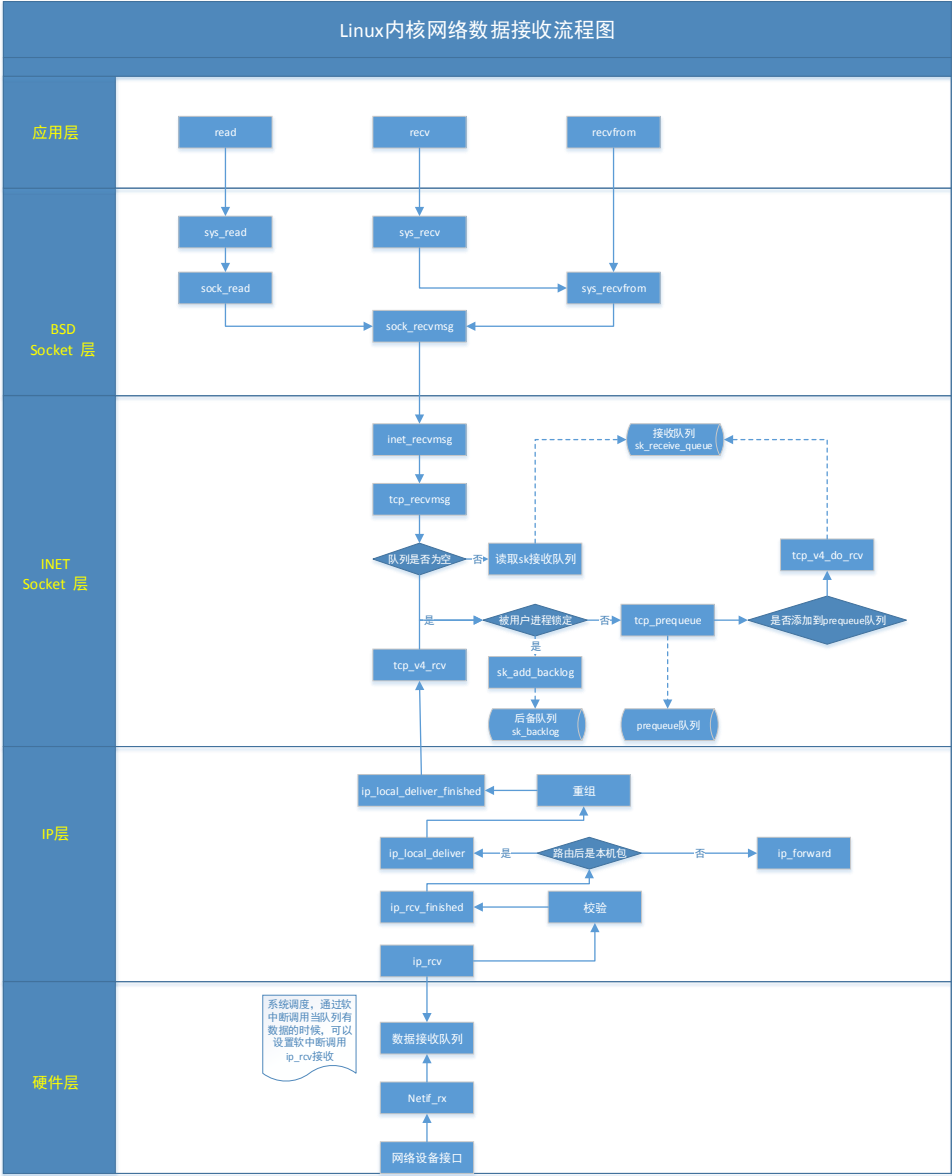 Linux内核网络数据接收流程图
应用层
read
recv
recvfrom
BSD
Socket 层
sys_read
sys_recv
sock_read
sys_recvfrom
sock_recvmsg
INET
Socket 层
inet_recvmsg
接收队列
sk_receive_queue
tcp_recvmsg
队列是否为空
否
读取sk接收队列
tcp_v4_do_rcv
是
被用户进程锁定
否
tcp_prequeue
是否添加到prequeue队列
是
tcp_v4_rcv
sk_add_backlog
后备队列
sk_backlog
prequeue队列
IP层
ip_local_deliver_finished
重组
ip_local_deliver
是
路由后是本机包
否
ip_forward
ip_rcv_finished
校验
ip_rcv
硬件层
系统调度，通过软
中断调用当队列有
数据的时候，可以
设置软中断调用
ip_rcv接收
数据接收队列
Netif_rx
网络设备接口